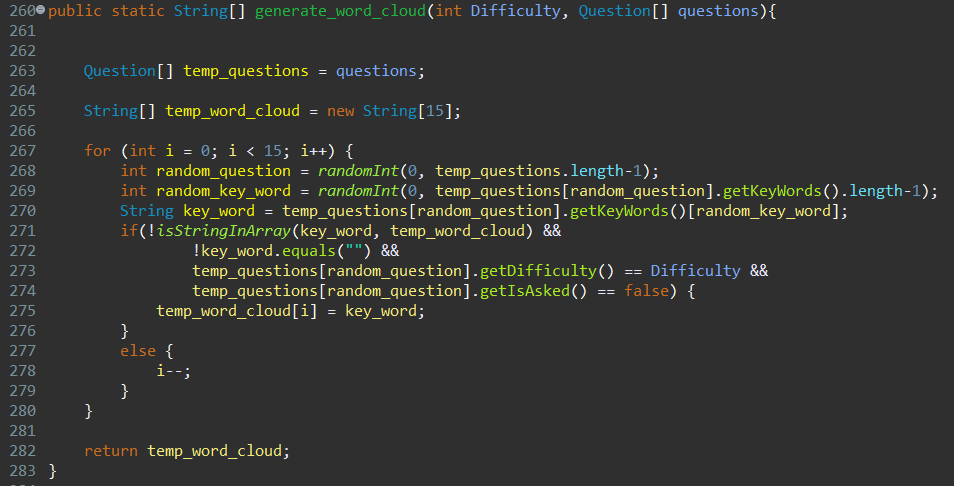 260 public static String[] generate_word_cloud(int Difficulty, Question[] questions){
261
262
263     Question[] temp_questions = questions;
264
265     String[] temp_word_cloud = new String[15];
266
267     for (int i = 0; i < 15; i++) {
268         int random_question = randomInt(0, temp_questions.length-1);
269         int random_key_word = randomInt(0, temp_questions[random_question].getKeyWords().length-1);
270         String key_word = temp_questions[random_question].getKeyWords()[random_key_word];
271         if(!isStringInArray(key_word, temp_word_cloud) &&
272                 !key_word.equals("") &&
273                 temp_questions[random_question].getDifficulty() == Difficulty &&
274                 temp_questions[random_question].getIsAsked() == false) {
275             temp_word_cloud[i] = key_word;
276         }
277         else {
278             i--;
279         }
280     }
281
282     return temp_word_cloud;
283 }